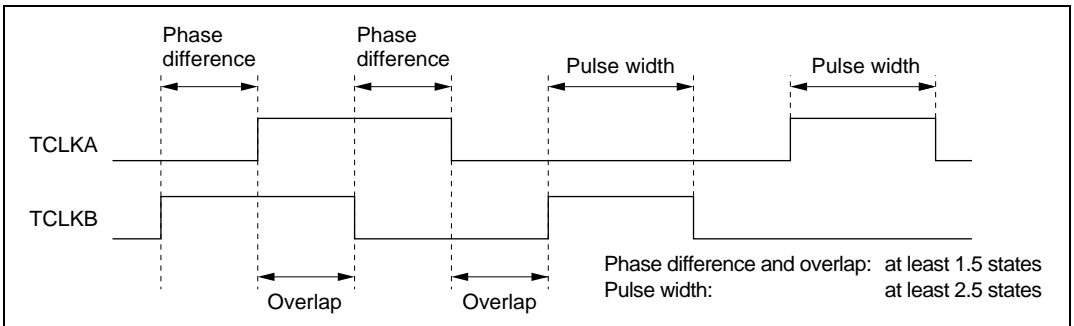 Phase
difference
Phase
difference
Pulse width
Pulse width
TCLKA
TCLKB
Overlap
Overlap
Phase difference and overlap: at least 1.5 states
Pulse width: at least 2.5 states